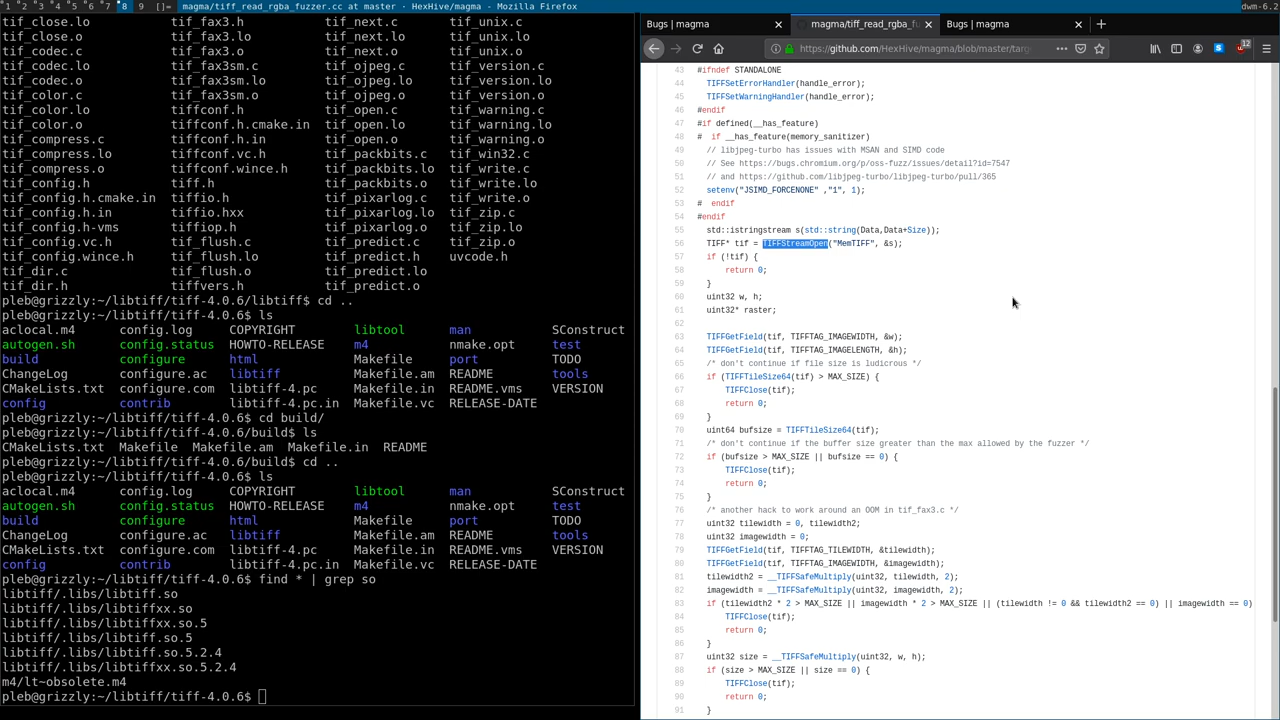 1 2 3 4 5 6 7 8 9 []= magma/tiff_read_rgba_fuzzer.cc at master · HexHive/magma - Mozilla Firefox dwm-6.2
tif_close.lo tif_fax3.h tif_next.c tif_unix.c
tif_close.o tif_fax3.lo tif_next.lo tif_unix.lo
tif_codec.c tif_fax3.o tif_next.o tif_unix.o
tif_codec.lo tif_fax3sm.c tif_ojpeg.c tif_version.c
tif_codec.o tif_fax3sm.lo tif_ojpeg.lo tif_version.lo
tif_color.c tif_fax3sm.o tif_ojpeg.o tif_version.o
tif_color.lo tiffconf.h tif_open.c tif_warning.c
tif_color.o tiffconf.h.cmake.in tif_open.lo tif_warning.lo
tif_compress.c tiffconf.h.in tif_open.o tif_warning.o
tif_compress.lo tiffconf.vc.h tif_packbits.c tif_win32.c
tif_compress.o tiffconf.wince.h tif_packbits.lo tif_write.c
tif_config.h tiff.h tif_packbits.o tif_write.lo
tif_config.h.cmake.in tiffio.h tif_pixarlog.c tif_write.o
tif_config.h.in tiffio.hxx tif_pixarlog.lo tif_zip.c
tif_config.h-vms tiffiop.h tif_pixarlog.o tif_zip.lo
tif_config.vc.h tif_flush.c tif_predict.c tif_zip.o
tif_config.wince.h tif_flush.lo tif_predict.h uvcode.h
tif_dir.c tif_flush.o tif_predict.lo
tif_dir.h tiffvers.h tif_predict.o
pleb@grizzly:~/libtiff/tiff-4.0.6/libtiff$ cd ..
pleb@grizzly:~/libtiff/tiff-4.0.6$ ls
aclocal.m4 config.log COPYRIGHT libtool man SConstruct
autogen.sh config.status HOWTO-RELEASE m4 nmake.opt test
build configure html Makefile port TODO
ChangeLog configure.ac libtiff Makefile.am README tools
CMakeLists.txt configure.com libtiff-4.pc Makefile.in README.vms VERSION
config contrib libtiff-4.pc.in Makefile.vc RELEASE-DATE
pleb@grizzly:~/libtiff/tiff-4.0.6$ cd build/
pleb@grizzly:~/libtiff/tiff-4.0.6/build$ ls
CMakeLists.txt Makefile Makefile.am Makefile.in README
pleb@grizzly:~/libtiff/tiff-4.0.6/build$ cd ..
pleb@grizzly:~/libtiff/tiff-4.0.6$ ls
aclocal.m4 config.log COPYRIGHT libtool man SConstruct
autogen.sh config.status HOWTO-RELEASE m4 nmake.opt test
build configure html Makefile port TODO
ChangeLog configure.ac libtiff Makefile.am README tools
CMakeLists.txt configure.com libtiff-4.pc Makefile.in README.vms VERSION
config contrib libtiff-4.pc.in Makefile.vc RELEASE-DATE
pleb@grizzly:~/libtiff/tiff-4.0.6$ find * | grep so
libtiff/.libs/libtiff.so
libtiff/.libs/libtiffxx.so
libtiff/.libs/libtiffxx.so.5
libtiff/.libs/libtiff.so.5
libtiff/.libs/libtiff.so.5.2.4
libtiff/.libs/libtiffxx.so.5.2.4
m4/lt~obsolete.m4
pleb@grizzly:~/libtiff/tiff-4.0.6$
Bugs | magma magma/tiff_read_rgba_fu Bugs | magma
https://github.com/HexHive/magma/blob/master/targ 12
43 #ifndef STANDALONE
44 TIFFSetErrorHandler(handle_error);
45 TIFFSetWarningHandler(handle_error);
46 #endif
47 #if defined(__has_feature)
48 # if __has_feature(memory_sanitizer)
49 // libjpeg-turbo has issues with MSAN and SIMD code
50 // See https://bugs.chromium.org/p/oss-fuzz/issues/detail?id=7547
51 // and https://github.com/libjpeg-turbo/libjpeg-turbo/pull/365
52 setenv("JSIMD_FORCENONE" ,"1", 1);
53 # endif
54 #endif
55 std::istringstream s(std::string(Data,Data+Size));
56 TIFF* tif = TIFFStreamOpen("MemTIFF", &s);
57 if (!tif) {
58 return 0;
59 }
60 uint32 w, h;
61 uint32* raster;
62
63 TIFFGetField(tif, TIFFTAG_IMAGEWIDTH, &w);
64 TIFFGetField(tif, TIFFTAG_IMAGELENGTH, &h);
65 /* don't continue if file size is ludicrous */
66 if (TIFFTileSize64(tif) > MAX_SIZE) {
67 TIFFClose(tif);
68 return 0;
69 }
70 uint64 bufsize = TIFFTileSize64(tif);
71 /* don't continue if the buffer size greater than the max allowed by the fuzzer */
72 if (bufsize > MAX_SIZE || bufsize == 0) {
73 TIFFClose(tif);
74 return 0;
75 }
76 /* another hack to work around an OOM in tif_fax3.c */
77 uint32 tilewidth = 0, tilewidth2;
78 uint32 imagewidth = 0;
79 TIFFGetField(tif, TIFFTAG_TILEWIDTH, &tilewidth);
80 TIFFGetField(tif, TIFFTAG_IMAGEWIDTH, &imagewidth);
81 tilewidth2 = __TIFFSafeMultiply(uint32, tilewidth, 2);
82 imagewidth = __TIFFSafeMultiply(uint32, imagewidth, 2);
83 if (tilewidth2 * 2 > MAX_SIZE || imagewidth * 2 > MAX_SIZE || (tilewidth != 0 && tilewidth2 == 0) || imagewidth == 0)
84 TIFFClose(tif);
85 return 0;
86 }
87 uint32 size = __TIFFSafeMultiply(uint32, w, h);
88 if (size > MAX_SIZE || size == 0) {
89 TIFFClose(tif);
90 return 0;
91 }